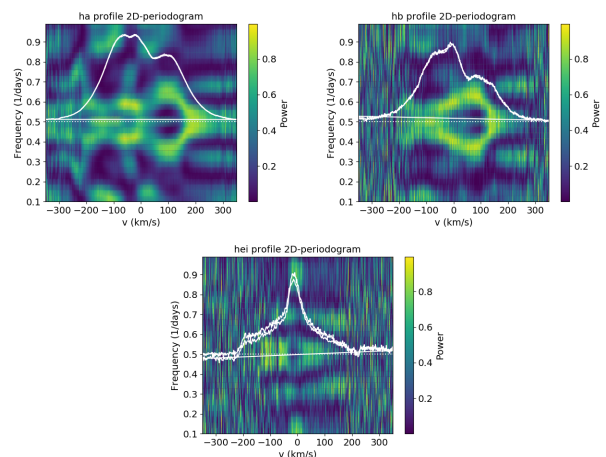 ha profile 2D-periodogram
Frequency (1/days)
0.9
0.8
0.7
0.6
0.5
0.4
0.3
0.2
0.1
−300 −200 −100 0 100 200 300
v (km/s)
0.8
0.6
0.4
0.2
Power
hb profile 2D-periodogram
Frequency (1/days)
0.9
0.8
0.7
0.6
0.5
0.4
0.3
0.2
0.1
−300 −200 −100 0 100 200 300
v (km/s)
0.8
0.6
0.4
0.2
Power
hei profile 2D-periodogram
Frequency (1/days)
0.9
0.8
0.7
0.6
0.5
0.4
0.3
0.2
0.1
−300 −200 −100 0 100 200 300
v (km/s)
0.8
0.6
0.4
0.2
Power